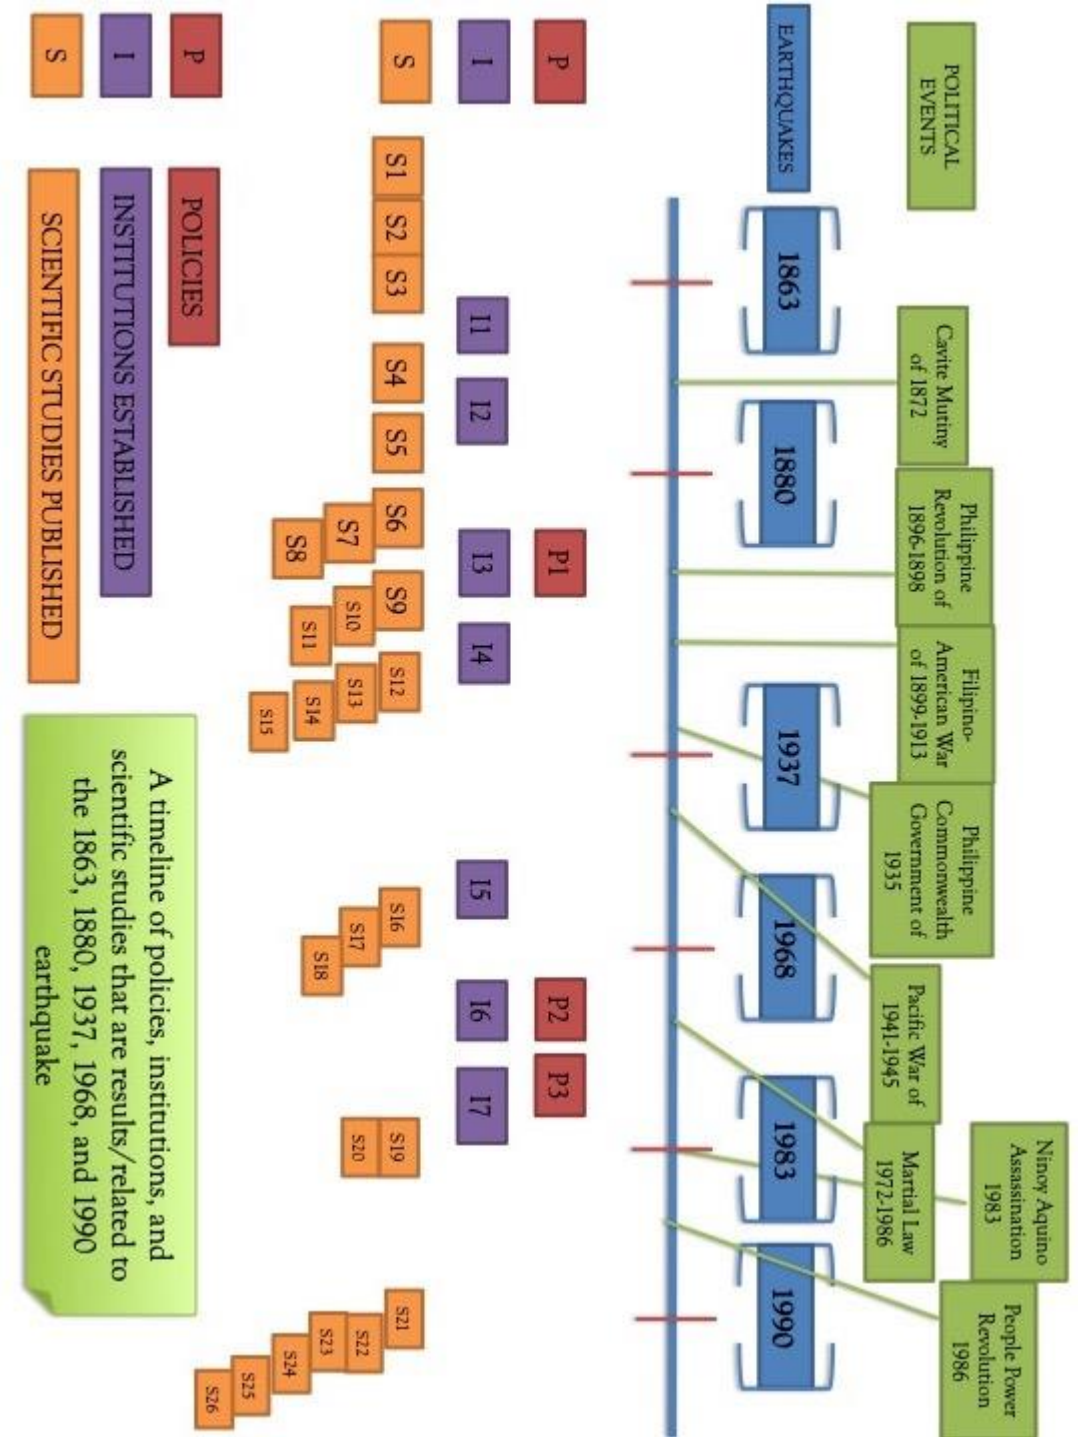 POLITICAL
EVENTS
Cavite Mutiny
of 1872
Philippine
Revolution of
1896-1898
Filipino-
American War
of 1899-1913
Philippine
Commonwealth
Government of
1935
Pacific War of
1941-1945
Martial Law
1972-1986
Ninoy Aquino
Assassination
1983
People Power
Revolution
1986
EARTHQUAKES
1863
1880
1937
1968
1983
1990
P
P1
P2
P3
I
I1
I2
I3
I4
I5
I6
I7
S
S1
S2
S3
S4
S5
S6
S7
S8
S9
S10
S11
S12
S13
S14
S15
S16
S17
S18
S19
S20
S21
S22
S23
S24
S25
S26
P
POLICIES
I
INSTITUTIONS ESTABLISHED
S
SCIENTIFIC STUDIES PUBLISHED
A timeline of policies, institutions, and
scientific studies that are results/related to
the 1863, 1880, 1937, 1968, and 1990
earthquake